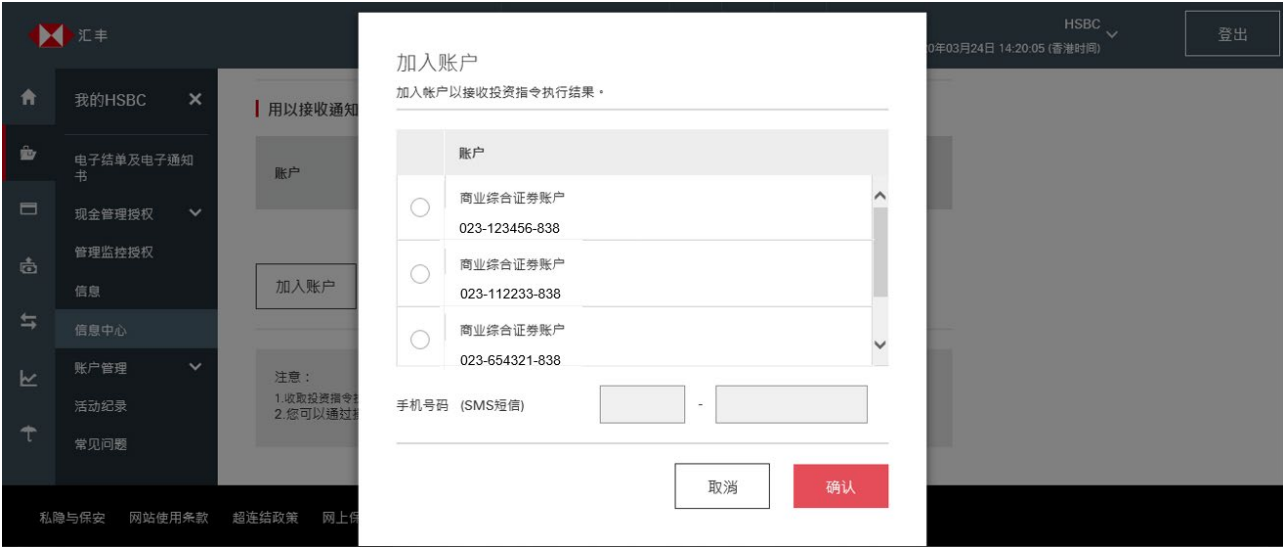 汇丰
HSBC
0年03月24日 14:20:05 (香港时间)
登出
我的HSBC
电子结单及电子通知
书
现金管理授权
管理监控授权
信息
信息中心
账户管理
活动纪录
常见问题
用以接收通知
账户
加入账户
注意：
1.收取投资指令
2.您可以通过
加入账户
加入帐户以接收投资指令执行结果。
账户
商业综合证券账户
023-123456-838
商业综合证券账户
023-112233-838
商业综合证券账户
023-654321-838
手机号码 (SMS短信) -
取消
确认
私隐与保安 网站使用条款 超连结政策 网上保